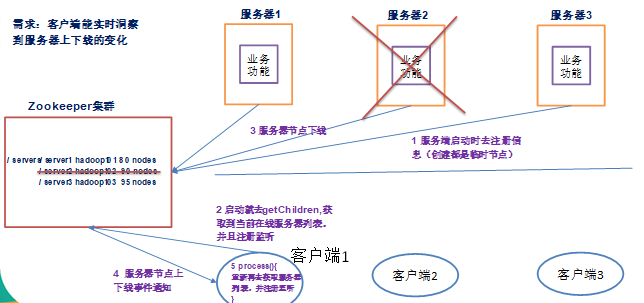 需求：客户端能实时洞察
到服务器上下线的变化
服务器1
服务器2
服务器3
业务
功能
业务
功能
业务
功能
Zookeeper集群
/ servers/ server1 hadoop101 80 nodes
/ server2 hadoop102 90 nodes
/ server3 hadoop103 95 nodes
3 服务器节点下线
1 服务端启动时去注册信
息（创建都是临时节点）
2 启动就去getChildren,获
取到当前在线服务器列表，
并且注册监听
4 服务器节点上
下线事件通知
客户端1
5 process(){
重新再去获取服务器
列表，并注册监听
}
客户端2
客户端3